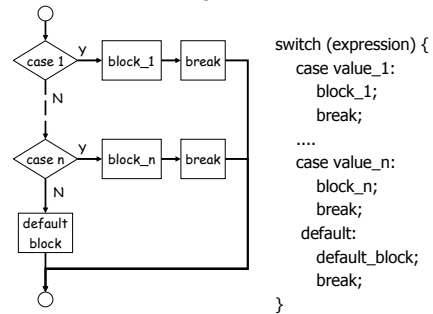 case 1
Y
block_1
break
N
case n
Y
block_n
break
N
default
block
switch (expression) {
case value_1:
block_1;
break;
....
case value_n:
block_n;
break;
default:
default_block;
break;
}